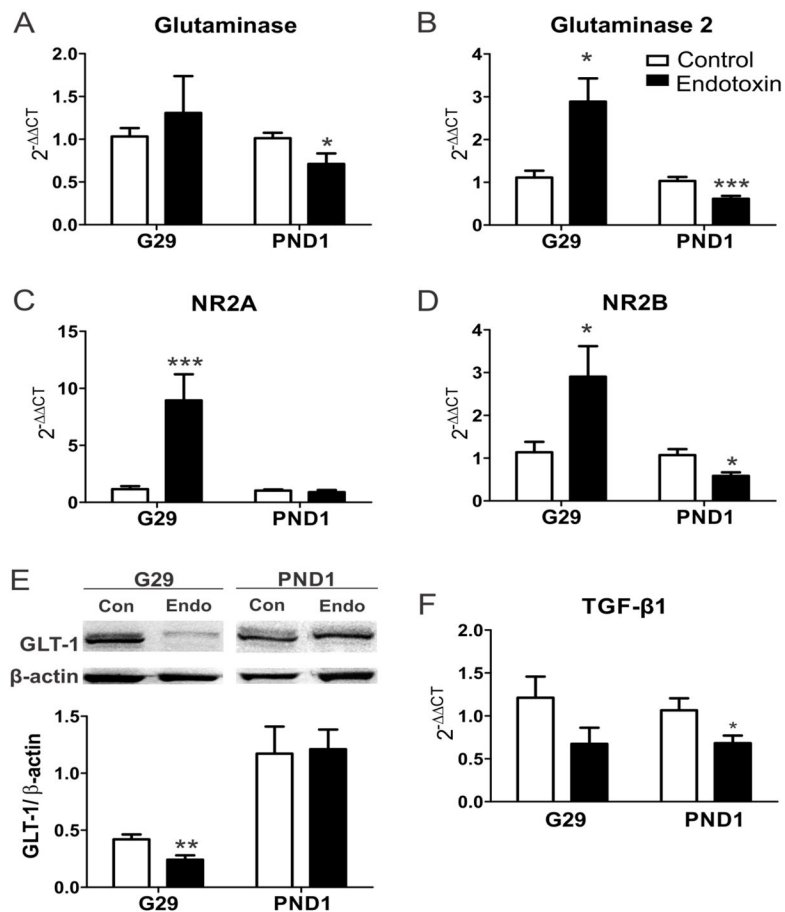 A
Glutaminase
2-ΔΔCT
2.0
1.5
1.0
0.5
0.0
*
G29 PND1
B
Glutaminase 2
2-ΔΔCT
4
3
2
1
0
*
***
Control
Endotoxin
G29 PND1
C
NR2A
2-ΔΔCT
15
10
5
0
***
G29 PND1
D
NR2B
2-ΔΔCT
4
3
2
1
0
*
*
G29 PND1
E
G29 PND1
Con Endo Con Endo
GLT-1
β-actin
GLT-1/β-actin
1.5
1.0
0.5
0.0
**
G29 PND1
F
TGF-β1
2-ΔΔCT
2.0
1.5
1.0
0.5
0.0
*
G29 PND1